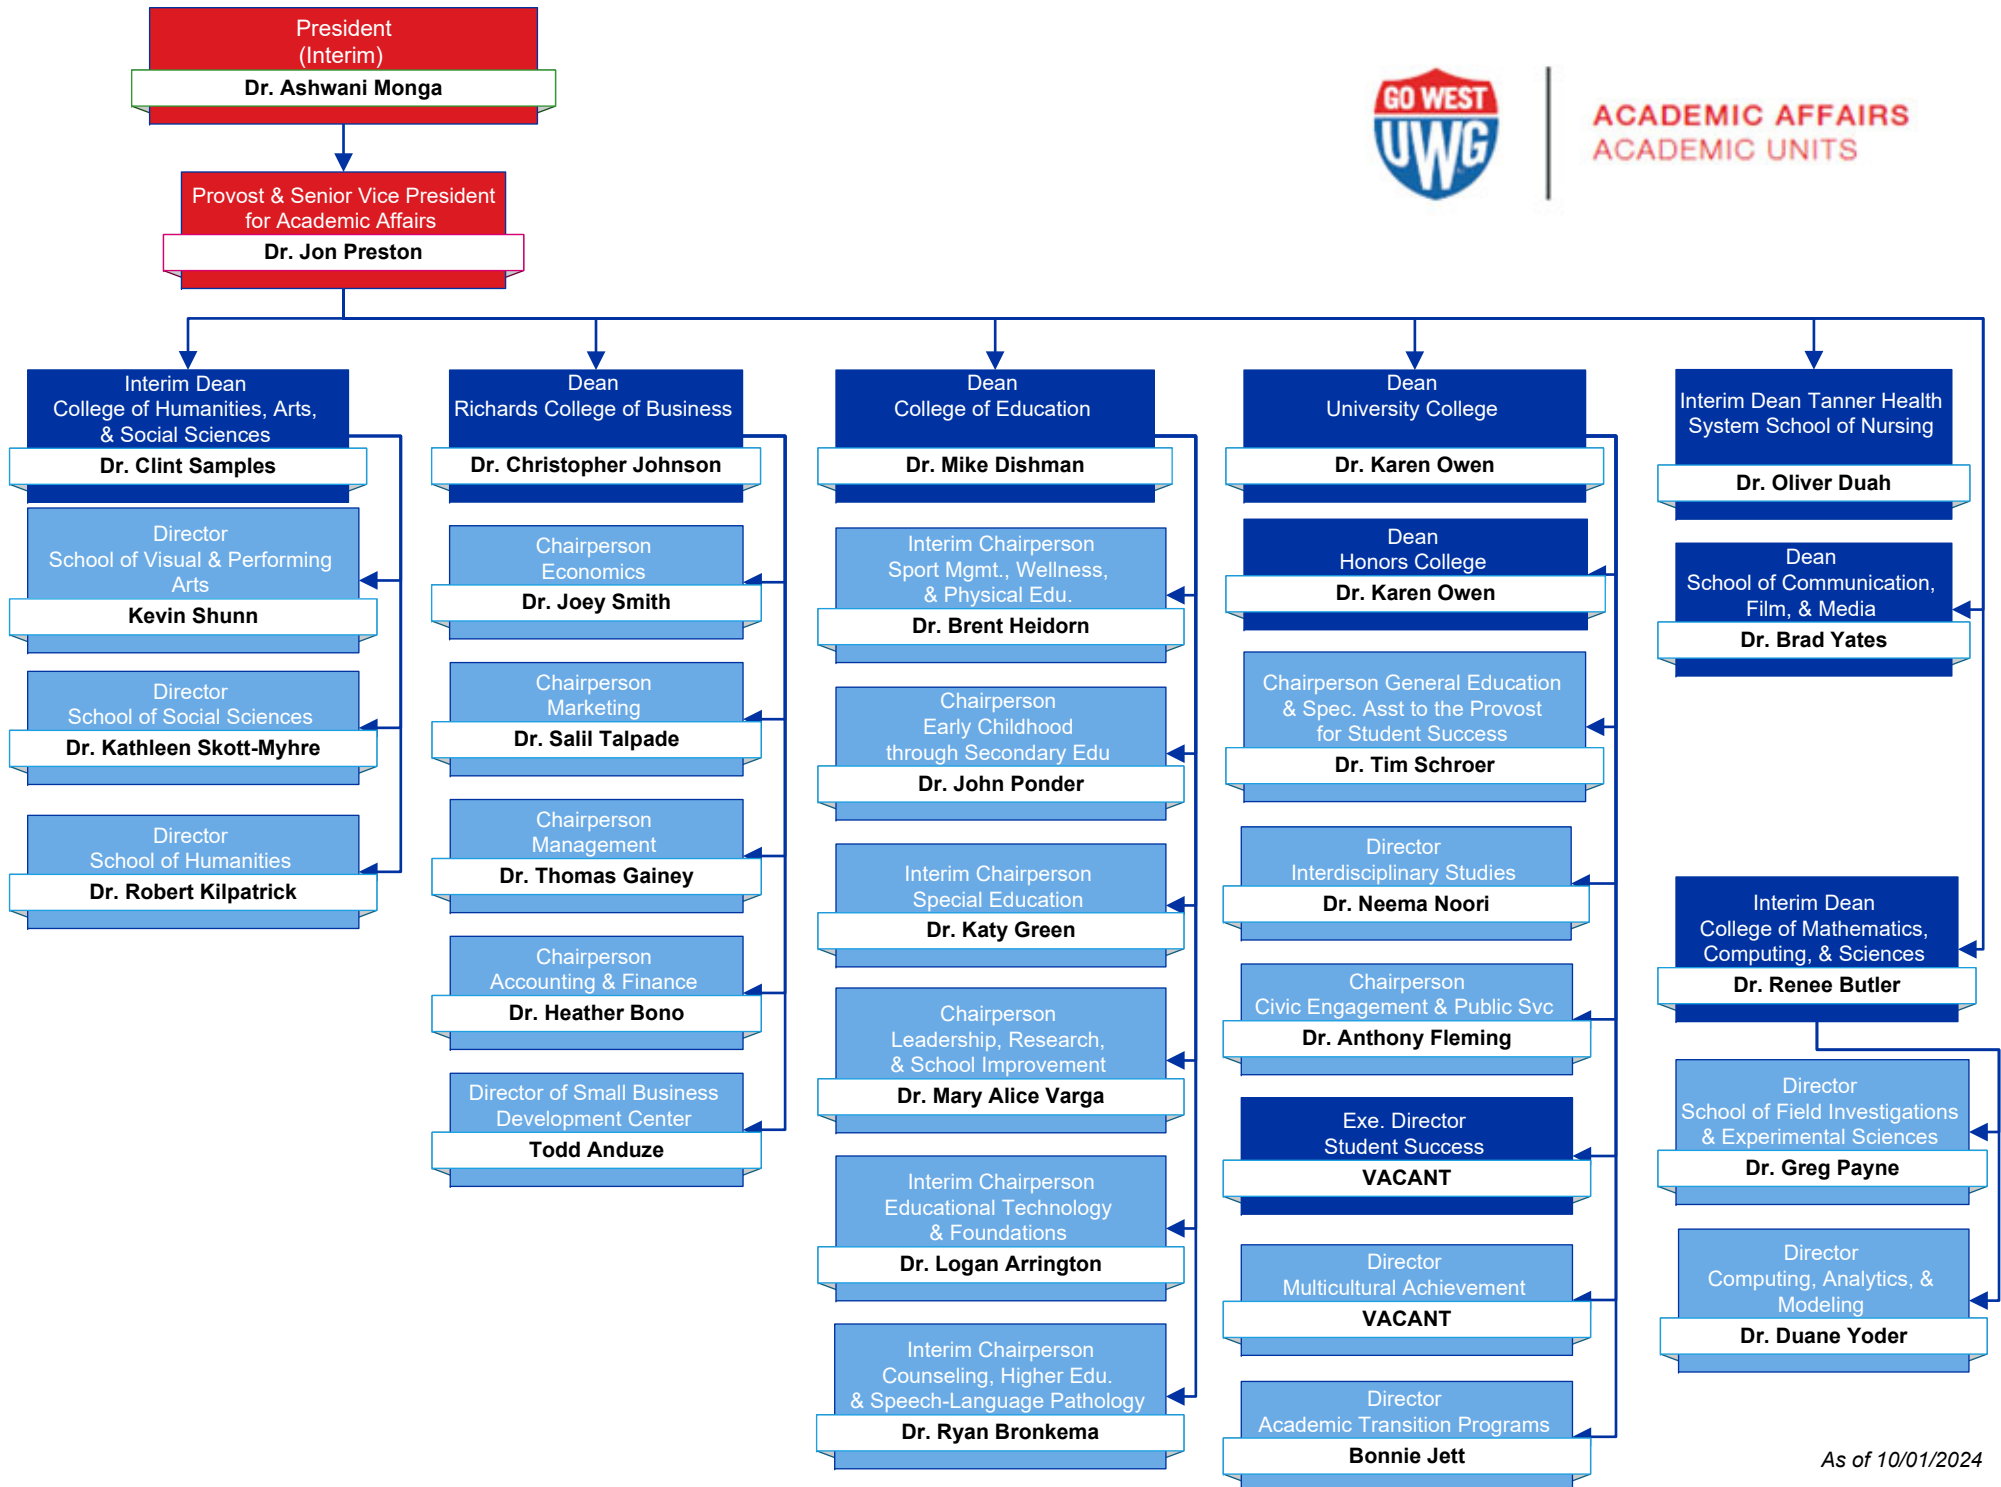 President
(Interim)
Dr. Ashwani Monga
GO WEST
UWG
ACADEMIC AFFAIRS
ACADEMIC UNITS
Provost & Senior Vice President
for Academic Affairs
Dr. Jon Preston
Interim Dean
College of Humanities, Arts,
& Social Sciences
Dr. Clint Samples
Director
School of Visual & Performing
Arts
Kevin Shunn
Director
School of Social Sciences
Dr. Kathleen Skott-Myhre
Director
School of Humanities
Dr. Robert Kilpatrick
Dean
Richards College of Business
Dr. Christopher Johnson
Chairperson
Economics
Dr. Joey Smith
Chairperson
Marketing
Dr. Salil Talpade
Chairperson
Management
Dr. Thomas Gainey
Chairperson
Accounting & Finance
Dr. Heather Bono
Director of Small Business
Development Center
Todd Anduze
Dean
College of Education
Dr. Mike Dishman
Interim Chairperson
Sport Mgmt., Wellness,
& Physical Edu.
Dr. Brent Heidorn
Chairperson
Early Childhood
through Secondary Edu
Dr. John Ponder
Interim Chairperson
Special Education
Dr. Katy Green
Chairperson
Leadership, Research,
& School Improvement
Dr. Mary Alice Varga
Interim Chairperson
Educational Technology
& Foundations
Dr. Logan Arrington
Interim Chairperson
Counseling, Higher Edu.
& Speech-Language Pathology
Dr. Ryan Bronkema
Dean
University College
Dr. Karen Owen
Dean
Honors College
Dr. Karen Owen
Chairperson General Education
& Spec. Asst to the Provost
for Student Success
Dr. Tim Schroer
Director
Interdisciplinary Studies
Dr. Neema Noori
Chairperson
Civic Engagement & Public Svc
Dr. Anthony Fleming
Exe. Director
Student Success
VACANT
Director
Multicultural Achievement
VACANT
Director
Academic Transition Programs
Bonnie Jett
Interim Dean Tanner Health
System School of Nursing
Dr. Oliver Duah
Dean
School of Communication,
Film, & Media
Dr. Brad Yates
Interim Dean
College of Mathematics,
Computing, & Sciences
Dr. Renee Butler
Director
School of Field Investigations
& Experimental Sciences
Dr. Greg Payne
Director
Computing, Analytics, &
Modeling
Dr. Duane Yoder
As of 10/01/2024